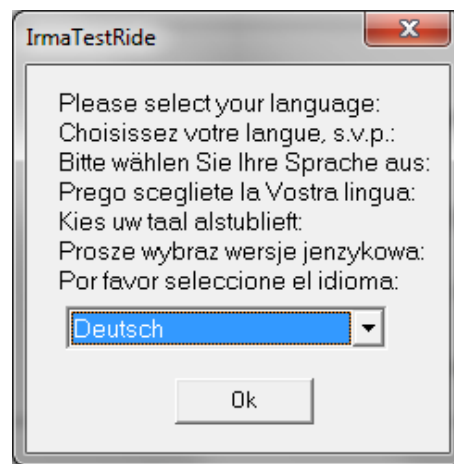 IrmaTestRide
Please select your language:
Choisissez votre langue, s.v.p.:
Bitte wählen Sie Ihre Sprache aus:
Prego scegliete la Vostra lingua:
Kies uw taal alstublieft:
Prosze wybraz wersje jenzykowa:
Por favor seleccione el idioma:
Deutsch
Ok